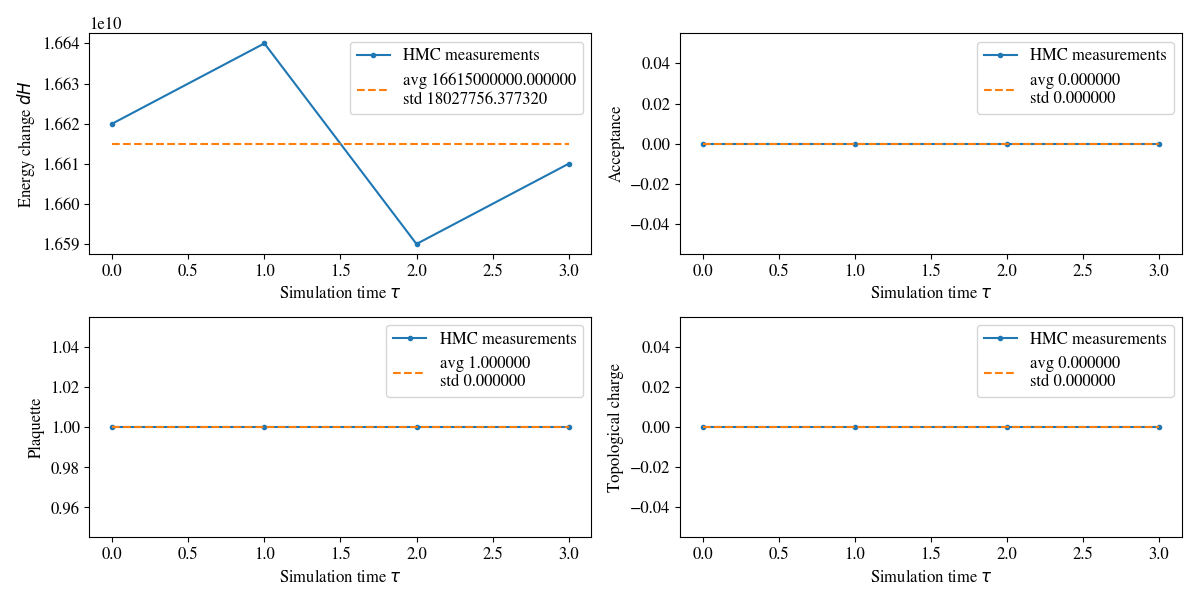 1e10
1.664
1.663
1.662
1.661
1.660
1.659
Energy change dH
HMC measurements
avg 16615000000.000000
std 18027756.377320
0.0 0.5 1.0 1.5 2.0 2.5 3.0
Simulation time τ
0.04
0.02
0.00
−0.02
−0.04
Acceptance
HMC measurements
avg 0.000000
std 0.000000
0.0 0.5 1.0 1.5 2.0 2.5 3.0
Simulation time τ
1.04
1.02
1.00
0.98
0.96
Plaquette
HMC measurements
avg 1.000000
std 0.000000
0.0 0.5 1.0 1.5 2.0 2.5 3.0
Simulation time τ
0.04
0.02
0.00
−0.02
−0.04
Topological charge
HMC measurements
avg 0.000000
std 0.000000
0.0 0.5 1.0 1.5 2.0 2.5 3.0
Simulation time τ